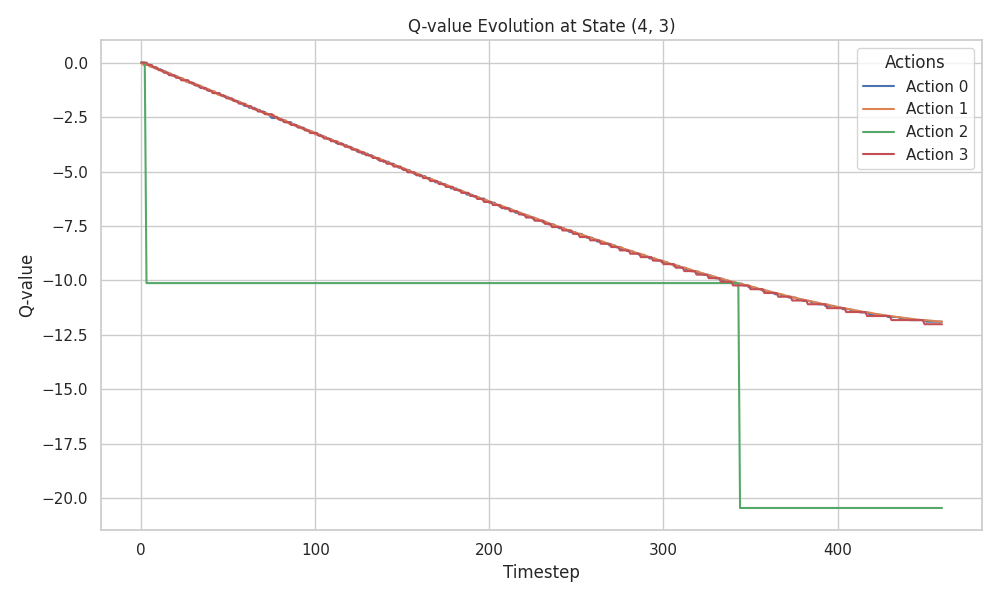 Q-value Evolution at State (4, 3)
Actions
Action 0
Action 1
Action 2
Action 3
Q-value
0.0
−2.5
−5.0
−7.5
−10.0
−12.5
−15.0
−17.5
−20.0
0 100 200 300 400
Timestep